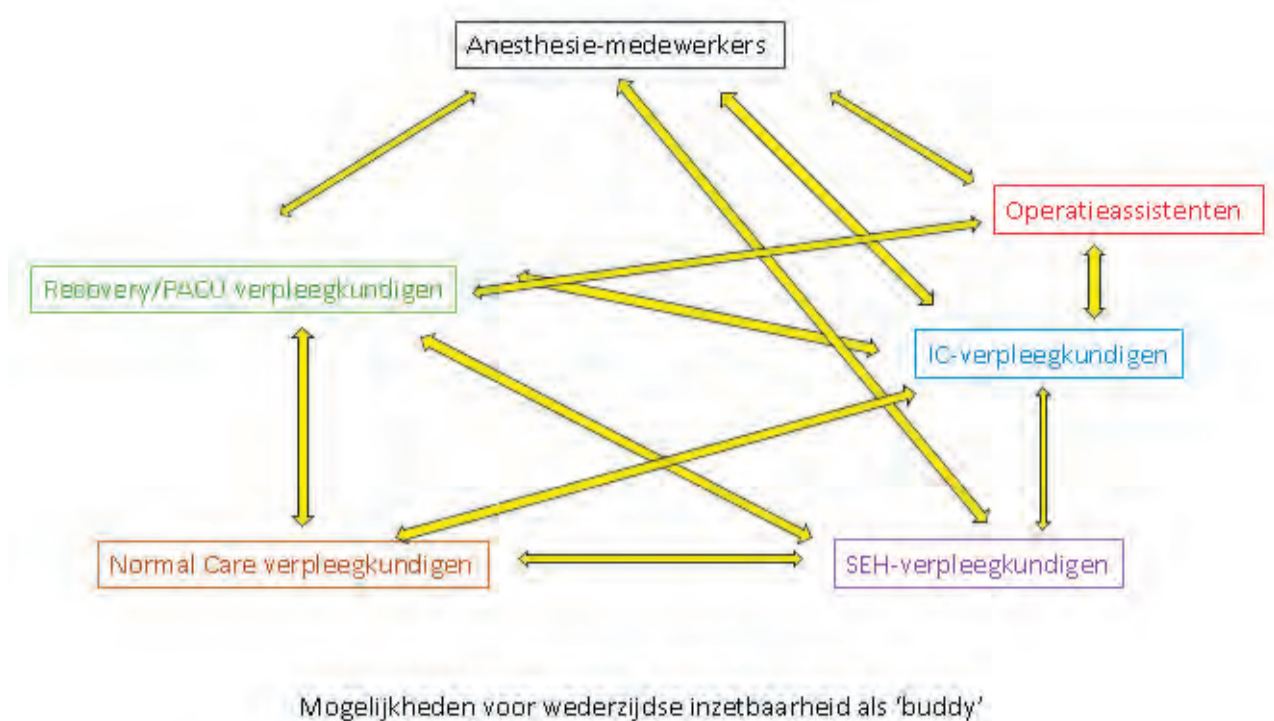 Anesthesie-medewerkers
Operatieassistenten
Recovery/PACU verpleegkundigen
IC-verpleegkundigen
Normal Care verpleegkundigen
SEH-verpleegkundigen
Mogelijkheden voor wederzijdse inzetbaarheid als 'buddy'